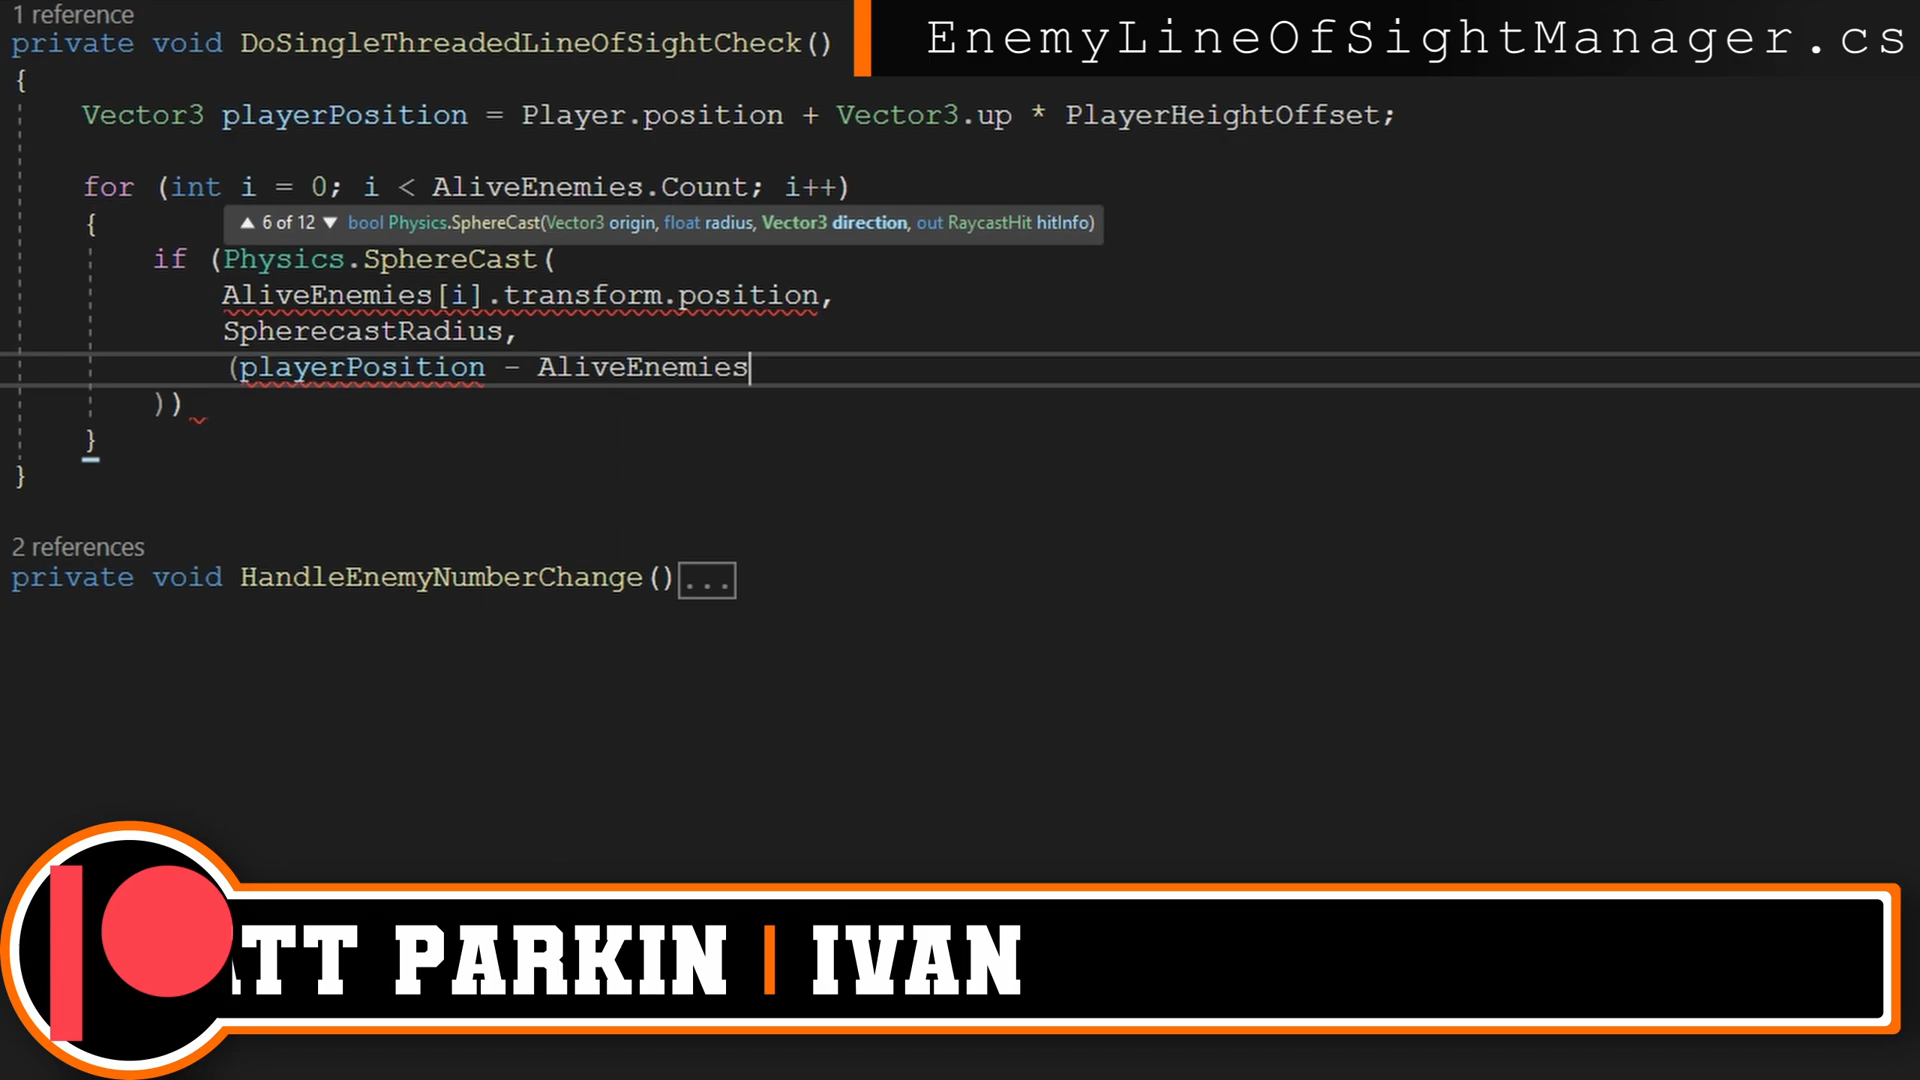 1 reference
private void DoSingleThreadedLineOfSightCheck()
EnemyLineOfSightManager.cs
{
Vector3 playerPosition = Player.position + Vector3.up * PlayerHeightOffset;
for (int i = 0; i < AliveEnemies.Count; i++)
{
▲ 6 of 12 ▼ bool Physics.SphereCast(Vector3 origin, float radius, Vector3 direction, out RaycastHit hitInfo)
if (Physics.SphereCast(
AliveEnemies[i].transform.position,
SpherecastRadius,
(playerPosition - AliveEnemies
))
}
}
2 references
private void HandleEnemyNumberChange()...
PARKIN | IVAN